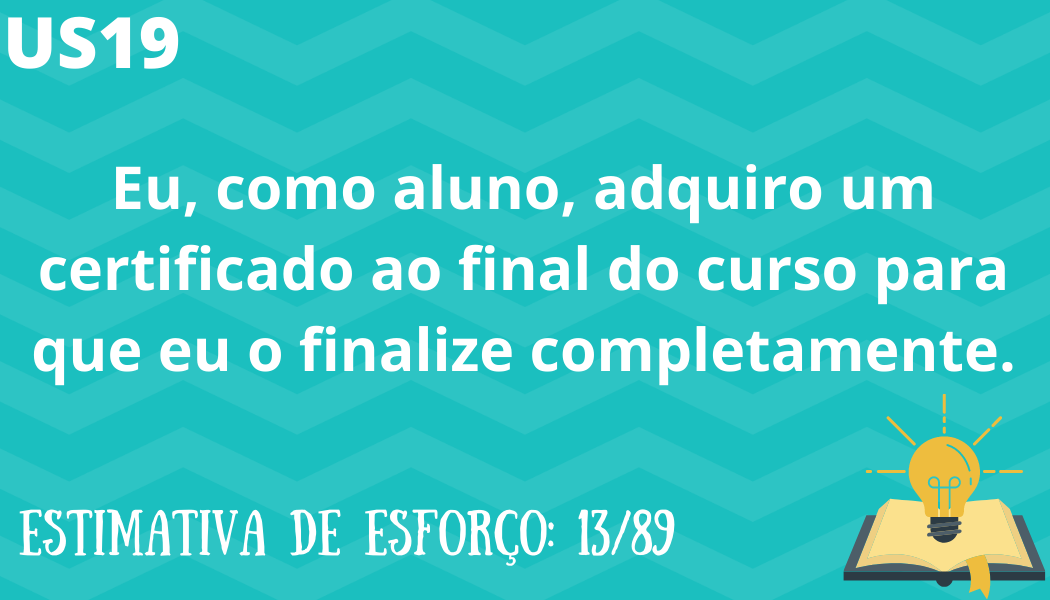 US19
Eu, como aluno, adquiro um
certificado ao final do curso para
que eu o finalize completamente.
ESTIMATIVA DE ESFORÇO: 13/89